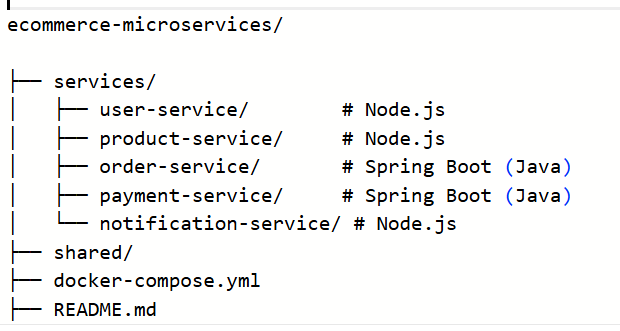 ecommerce-microservices/
├── services/
│   ├── user-service/        # Node.js
│   ├── product-service/     # Node.js
│   ├── order-service/       # Spring Boot (Java)
│   ├── payment-service/     # Spring Boot (Java)
│   └── notification-service/ # Node.js
├── shared/
├── docker-compose.yml
├── README.md